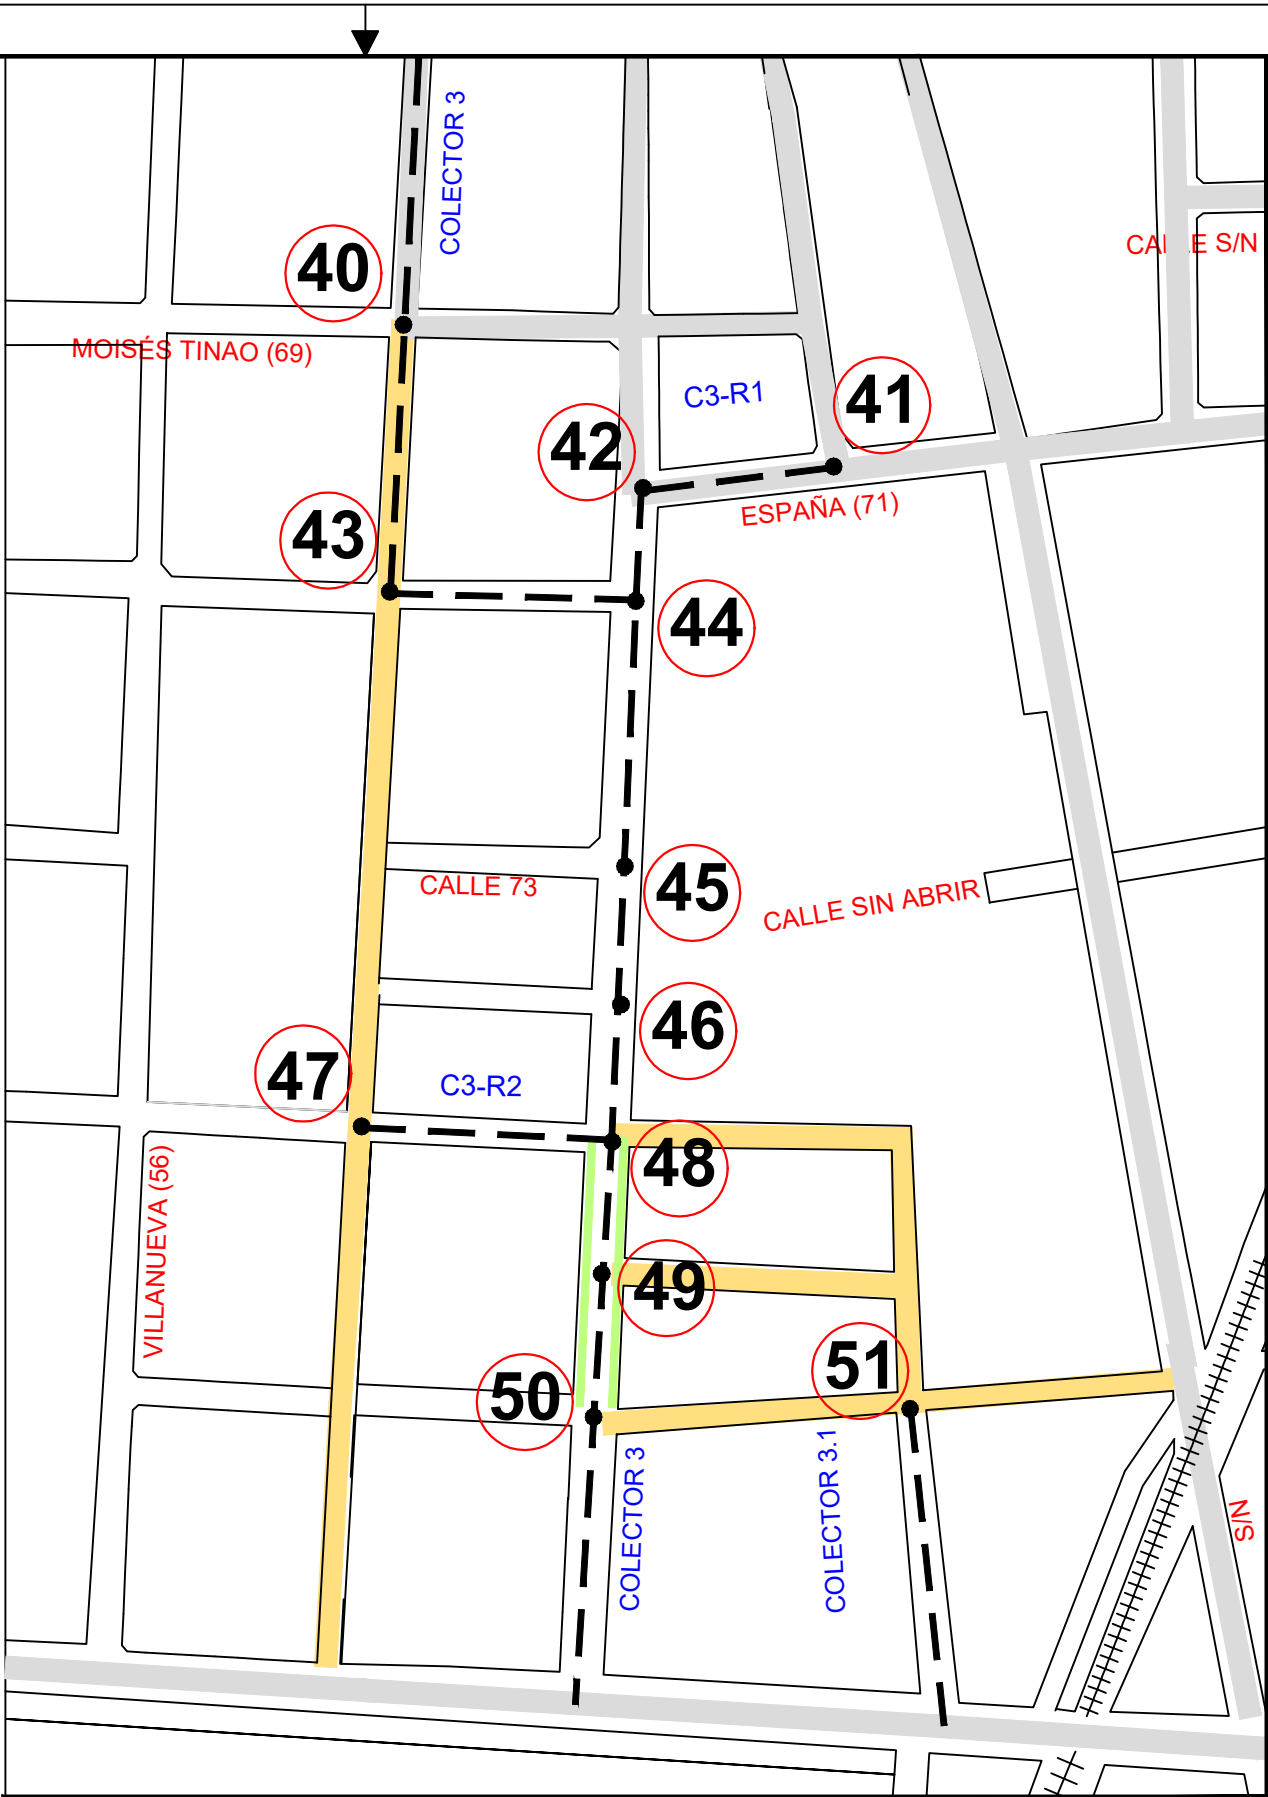 COLECTOR 3
CALLE S/N
40
MOISÉS TINAO (69)
C3-R1
41
42
ESPAÑA (71)
43
44
45
CALLE 73
CALLE SIN ABRIR
46
47
C3-R2
48
VILLANUEVA (56)
49
51
50
COLECTOR 3
COLECTOR 3.1
S/N